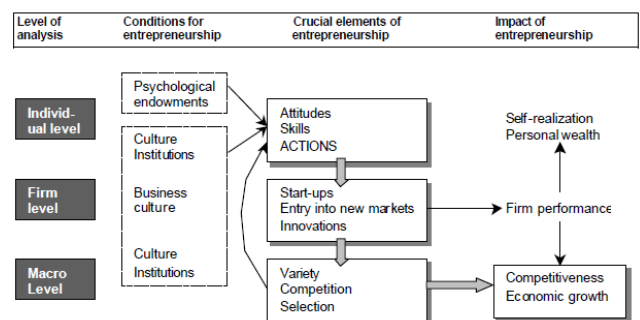 Level of
analysis
Conditions for
entrepreneurship
Crucial elements of
entrepreneurship
Impact of
entrepreneurship
Individ-
ual level
Psychological
endowments
Culture
Institutions
Attitudes
Skills
ACTIONS
Self-realization
Personal wealth
Firm
level
Business
culture
Start-ups
Entry into new markets
Innovations
Firm performance
Macro
Level
Culture
Institutions
Variety
Competition
Selection
Competitiveness
Economic growth